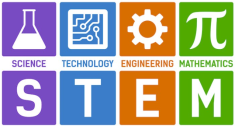 π
SCIENCE TECHNOLOGY ENGINEERING MATHEMATICS
S T E M